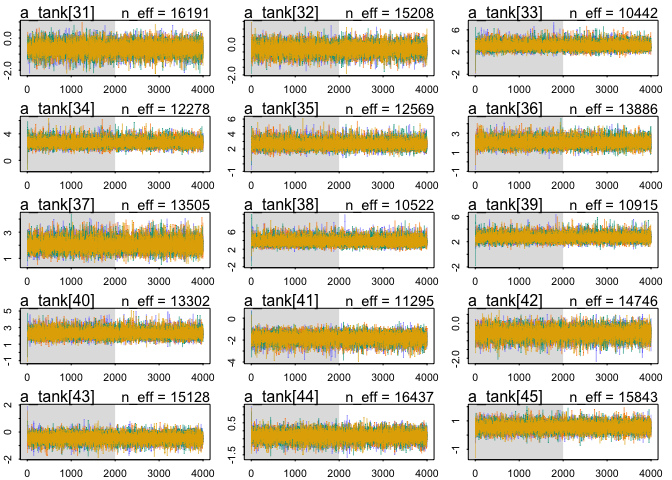 a_tank[31] n_eff = 16191 a_tank[32] n_eff = 15208 a_tank[33] n_eff = 10442
0.0 -2.0 0.0 -2.0 6 2 -2
0 1000 2000 3000 4000 0 1000 2000 3000 4000 0 1000 2000 3000 4000
a_tank[34] n_eff = 12278 a_tank[35] n_eff = 12569 a_tank[36] n_eff = 13886
4 0 6 4 2 -1 3 1 -1
0 1000 2000 3000 4000 0 1000 2000 3000 4000 0 1000 2000 3000 4000
a_tank[37] n_eff = 13505 a_tank[38] n_eff = 10522 a_tank[39] n_eff = 10915
3 1 6 2 -2 6 2 -2
0 1000 2000 3000 4000 0 1000 2000 3000 4000 0 1000 2000 3000 4000
a_tank[40] n_eff = 13302 a_tank[41] n_eff = 11295 a_tank[42] n_eff = 14746
5 3 1 -1 0 -2 -4 0.0 -2.0
0 1000 2000 3000 4000 0 1000 2000 3000 4000 0 1000 2000 3000 4000
a_tank[43] n_eff = 15128 a_tank[44] n_eff = 16437 a_tank[45] n_eff = 15843
2 0 -2 0.5 -1.5 1 -1
0 1000 2000 3000 4000 0 1000 2000 3000 4000 0 1000 2000 3000 4000